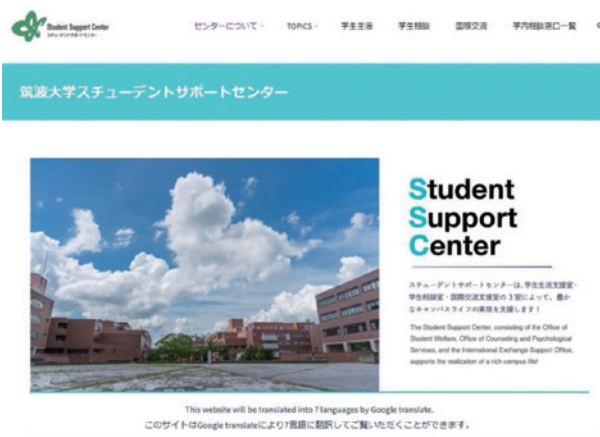 Student Support Center
スチューデントサポートセンター
センターについて TOPICS 学生生活 学生相談 国際交流 学内相談窓口一覧
筑波大学スチューデントサポートセンター
Student
Support
Center
スチューデントサポートセンターは、学生生活支援室・
学生相談室・国際交流支援室の3室によって、豊か
なキャンパスライフの実現を支援します！
The Student Support Center, consisting of the Office of
Student Welfare, Office of Counseling and Psychological
Services, and the International Exchange Support Office,
supports the realization of a rich campus life!
This website will be translated into 7 languages by Google translate.
このサイトはGoogle translateにより7言語に翻訳してご覧いただくことができます。